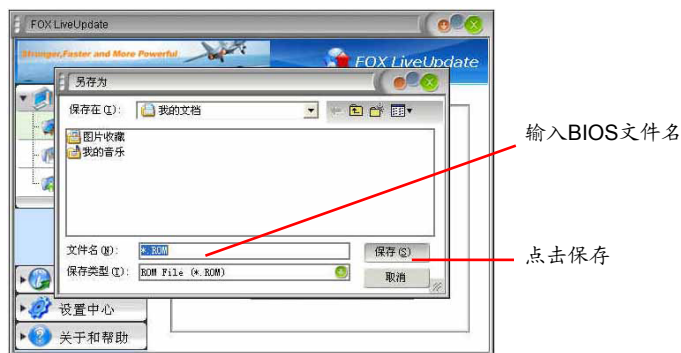 FOX LiveUpdate
Stronger,Faster and More Powerful
FOX LiveUpdate
另存为
保存在(I):
我的文档
图片收藏
我的音乐
文件名(N):
*.ROM
保存(S)
保存类型(T):
ROM File (*.ROM)
取消
设置中心
关于和帮助
输入BIOS文件名
点击保存